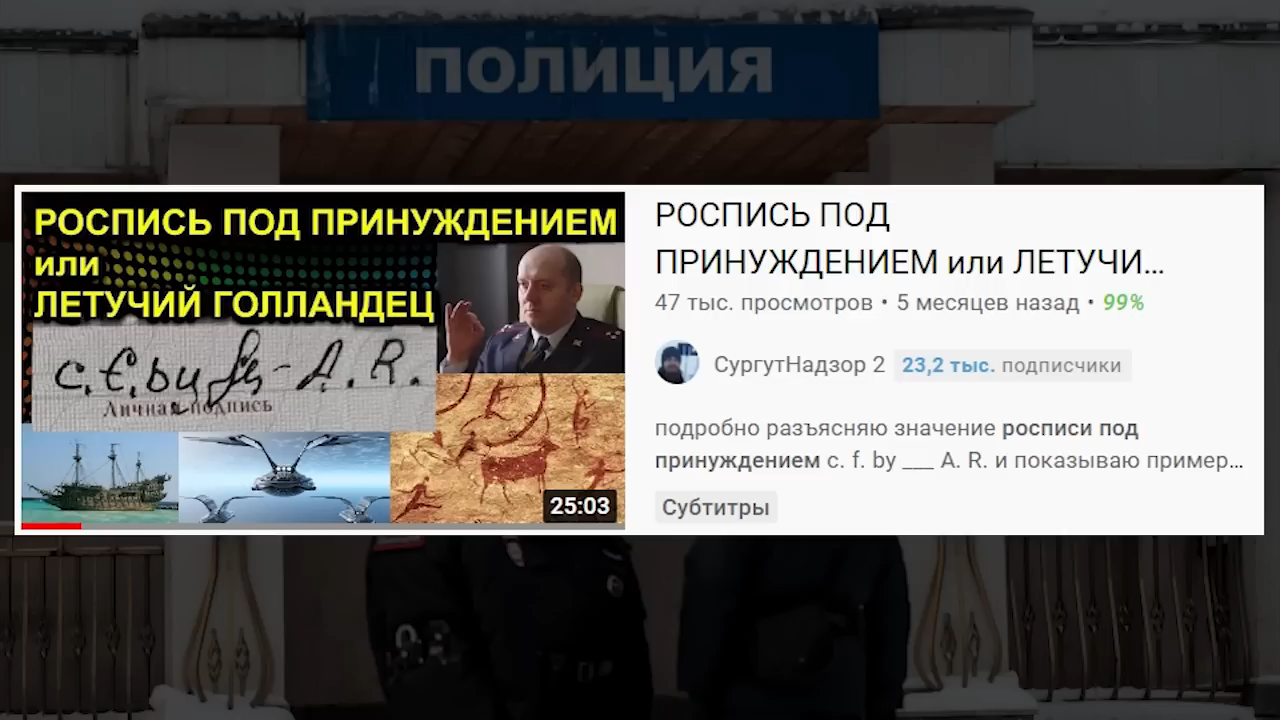 ПОЛИЦИЯ
РОСПИСЬ ПОД ПРИНУЖДЕНИЕМ
или
ЛЕТУЧИЙ ГОЛЛАНДЕЦ
c. f. by - A. R.
Личная подпись
25:03
РОСПИСЬ ПОД
ПРИНУЖДЕНИЕМ или ЛЕТУЧИ...
47 тыс. просмотров • 5 месяцев назад • 99%
СургутНадзор 2 23,2 тыс. подписчики
подробно разъясняю значение росписи под
принуждением c. f. by ___ A. R. и показываю пример...
Субтитры